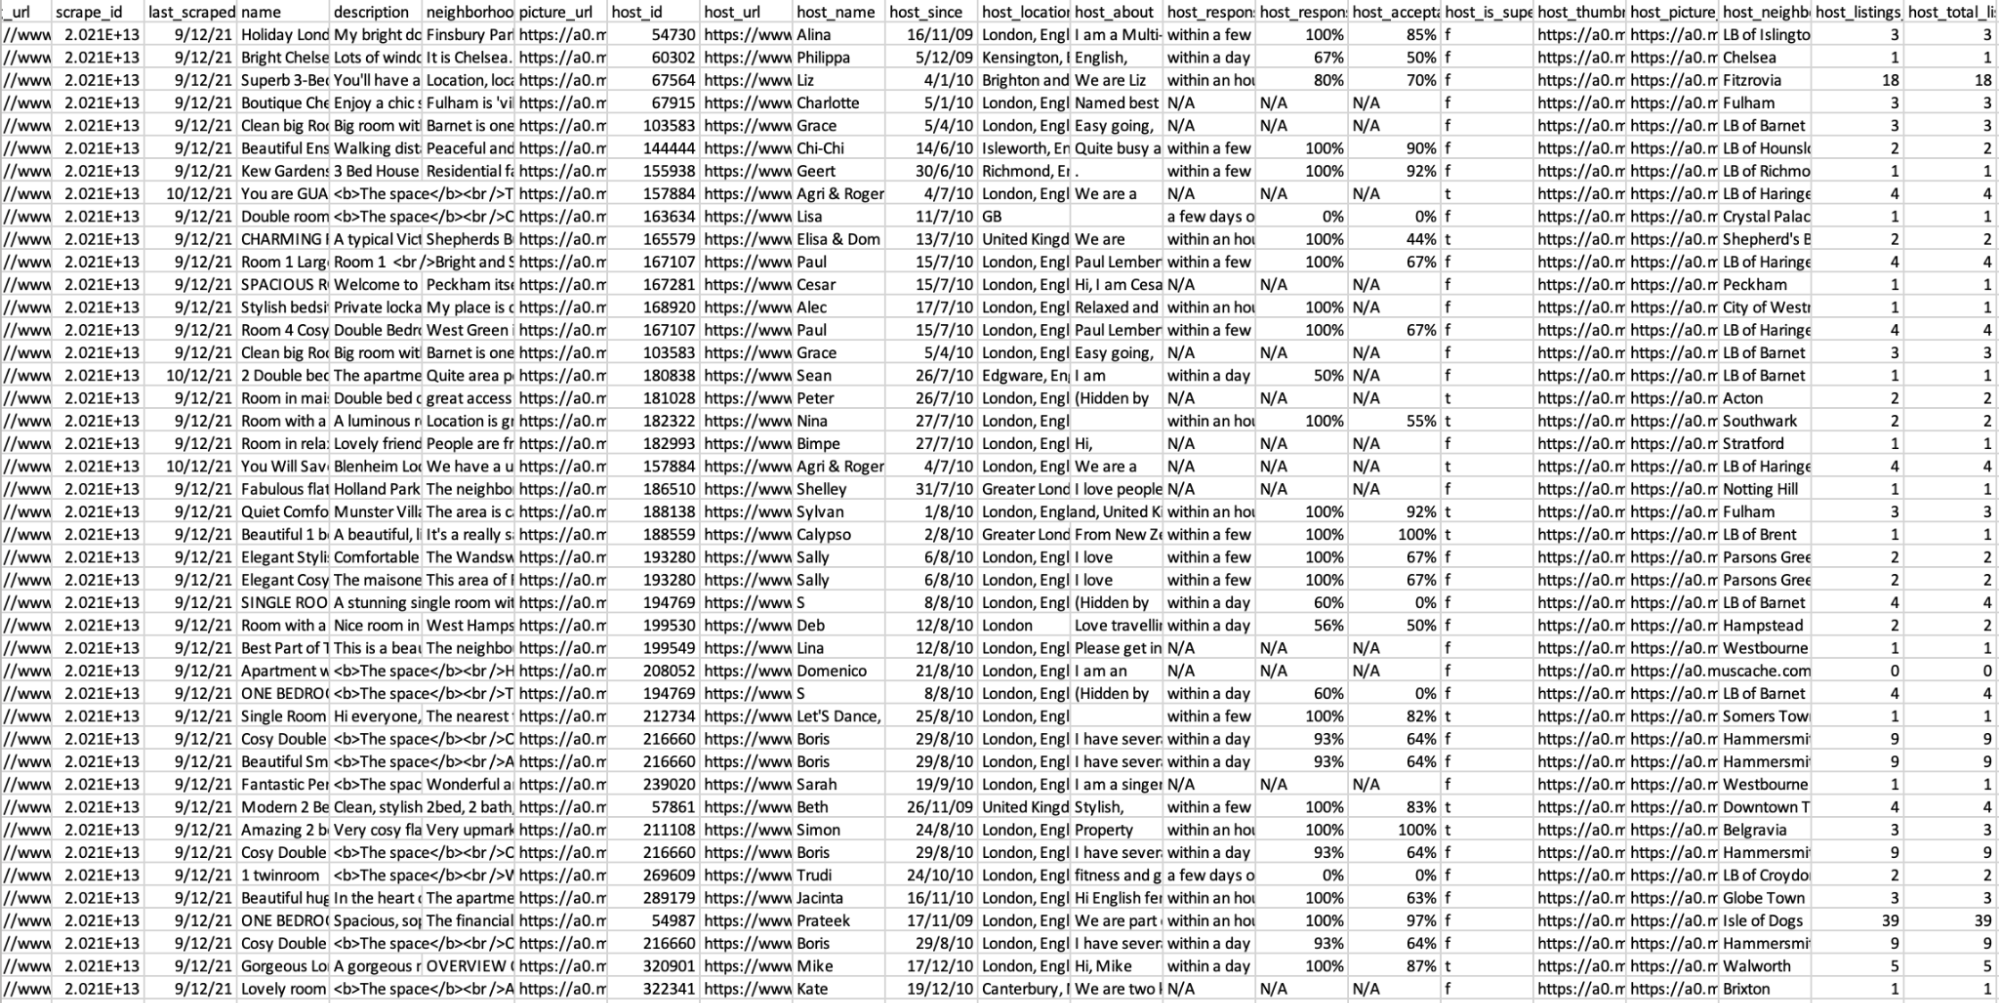 _url scrape_id last_scraped name description neighborhoo picture_url host_id host_url host_name host_since host_location host_about host_respon: host_respon: host_accepta host_is_supe host_thumbr host_picture_ host_neighb host_listings_ host_total_li
//www 2.021E+13 9/12/21 Holiday Lond My bright do Finsbury Par https://a0.m 54730 https://www Alina 16/11/09 London, Engl I am a Multi- within a few 100% 85% f https://a0.m https://a0.m LB of Islingto 3 3
//www 2.021E+13 9/12/21 Bright Chelse Lots of windo It is Chelsea. https://a0.m 60302 https://www Philippa 5/12/09 Kensington, English, within a day 67% 50% f https://a0.m https://a0.m Chelsea 1 1
//www 2.021E+13 9/12/21 Superb 3-Bed You'll have a Location, loca https://a0.m 67564 https://www Liz 4/1/10 Brighton and We are Liz within an hou 80% 70% f https://a0.m https://a0.m Fitzrovia 18 18
//www 2.021E+13 9/12/21 Boutique Che Enjoy a chic s Fulham is 'vil https://a0.m 67915 https://www Charlotte 5/1/10 London, Engl Named best N/A N/A N/A f https://a0.m https://a0.m Fulham 3 3
//www 2.021E+13 9/12/21 Clean big Roo Big room wit Barnet is one https://a0.m 103583 https://www Grace 5/4/10 London, Engl Easy going, N/A N/A N/A f https://a0.m https://a0.m LB of Barnet 3 3
//www 2.021E+13 9/12/21 Beautiful Ens Walking dist Peaceful and https://a0.m 144444 https://www Chi-Chi 14/6/10 Isleworth, En Quite busy a within a few 100% 90% f https://a0.m https://a0.m LB of Hounslo 2 2
//www 2.021E+13 9/12/21 Kew Gardens 3 Bed House Residential fa https://a0.m 155938 https://www Geert 30/6/10 Richmond, Er . within a few 100% 92% f https://a0.m https://a0.m LB of Richmo 1 1
//www 2.021E+13 10/12/21 You are GUA <b>The space</b><br />T https://a0.m 157884 https://www Agri & Roger 4/7/10 London, Engl We are a N/A N/A N/A t https://a0.m https://a0.m LB of Haringe 4 4
//www 2.021E+13 9/12/21 Double room <b>The space</b><br />C https://a0.m 163634 https://www Lisa 11/7/10 GB a few days o 0% 0% f https://a0.m https://a0.m Crystal Palac 1 1
//www 2.021E+13 9/12/21 CHARMING A typical Vict Shepherds B https://a0.m 165579 https://www Elisa & Dom 13/7/10 United Kingd We are within an hou 100% 44% t https://a0.m https://a0.m Shepherd's B 2 2
//www 2.021E+13 9/12/21 Room 1 Larg Room 1 <br />Bright and S https://a0.m 167107 https://www Paul 15/7/10 London, Engl Paul Lember within a few 100% 67% f https://a0.m https://a0.m LB of Haringe 4 4
//www 2.021E+13 9/12/21 SPACIOUS R Welcome to Peckham itse https://a0.m 167281 https://www Cesar 15/7/10 London, Engl Hi, I am Cesa N/A N/A N/A f https://a0.m https://a0.m Peckham 1 1
//www 2.021E+13 9/12/21 Stylish bedsi Private locka My place is c https://a0.m 168920 https://www Alec 17/7/10 London, Engl Relaxed and within an hou 100% N/A f https://a0.m https://a0.m City of Westr 1 1
//www 2.021E+13 9/12/21 Room 4 Cosy Double Bedro West Green https://a0.m 167107 https://www Paul 15/7/10 London, Engl Paul Lember within a few 100% 67% f https://a0.m https://a0.m LB of Haringe 4 4
//www 2.021E+13 9/12/21 Clean big Roo Big room wit Barnet is one https://a0.m 103583 https://www Grace 5/4/10 London, Engl Easy going, N/A N/A N/A f https://a0.m https://a0.m LB of Barnet 3 3
//www 2.021E+13 10/12/21 2 Double bed The apartme Quite area p https://a0.m 180838 https://www Sean 26/7/10 Edgware, Eng I am within a day 50% N/A f https://a0.m https://a0.m LB of Barnet 1 1
//www 2.021E+13 9/12/21 Room in mai Double bed c great access https://a0.m 181028 https://www Peter 26/7/10 London, Engl (Hidden by N/A N/A N/A t https://a0.m https://a0.m Acton 2 2
//www 2.021E+13 9/12/21 Room with a A luminous r Location is gr https://a0.m 182322 https://www Nina 27/7/10 London, Engl within an hou 100% 55% t https://a0.m https://a0.m Southwark 2 2
//www 2.021E+13 9/12/21 Room in rela Lovely friend People are fr https://a0.m 182993 https://www Bimpe 27/7/10 London, Engl Hi, N/A N/A N/A f https://a0.m https://a0.m Stratford 1 1
//www 2.021E+13 10/12/21 You Will Sav Blenheim Loc We have a u https://a0.m 157884 https://www Agri & Roger 4/7/10 London, Engl We are a N/A N/A N/A t https://a0.m https://a0.m LB of Haringe 4 4
//www 2.021E+13 9/12/21 Fabulous flat Holland Park The neighbo https://a0.m 186510 https://www Shelley 31/7/10 Greater Lond I love people N/A N/A N/A f https://a0.m https://a0.m Notting Hill 1 1
//www 2.021E+13 9/12/21 Quiet Comfo Munster Villa The area is c https://a0.m 188138 https://www Sylvan 1/8/10 London, England, United Ki within an hou 100% 92% t https://a0.m https://a0.m Fulham 3 3
//www 2.021E+13 9/12/21 Beautiful 1 b A beautiful, li It's a really s https://a0.m 188559 https://www Calypso 2/8/10 Greater Lond From New Ze within a few 100% 100% t https://a0.m https://a0.m LB of Brent 1 1
//www 2.021E+13 9/12/21 Elegant Styli Comfortable The Wandsw https://a0.m 193280 https://www Sally 6/8/10 London, Engl I love within a few 100% 67% f https://a0.m https://a0.m Parsons Gree 2 2
//www 2.021E+13 9/12/21 Elegant Cosy The maisone This area of https://a0.m 193280 https://www Sally 6/8/10 London, Engl I love within a few 100% 67% f https://a0.m https://a0.m Parsons Gree 2 2
//www 2.021E+13 9/12/21 SINGLE ROO A stunning single room wit https://a0.m 194769 https://www S 8/8/10 London, Engl (Hidden by within a day 60% 0% f https://a0.m https://a0.m LB of Barnet 4 4
//www 2.021E+13 9/12/21 Room with a Nice room in West Hamps https://a0.m 199530 https://www Deb 12/8/10 London Love travelli within a day 56% 50% f https://a0.m https://a0.m Hampstead 2 2
//www 2.021E+13 9/12/21 Best Part of T This is a beau The neighbo https://a0.m 199549 https://www Lina 12/8/10 London, Engl Please get in N/A N/A N/A f https://a0.m https://a0.m Westbourne 1 1
//www 2.021E+13 9/12/21 Apartment w <b>The space</b><br />H https://a0.m 208052 https://www Domenico 21/8/10 London, Engl I am an N/A N/A N/A f https://a0.m https://a0.muscache.com 0 0
//www 2.021E+13 9/12/21 ONE BEDRO <b>The space</b><br />T https://a0.m 194769 https://www S 8/8/10 London, Engl (Hidden by within a day 60% 0% f https://a0.m https://a0.m LB of Barnet 4 4
//www 2.021E+13 9/12/21 Single Room Hi everyone, The nearest https://a0.m 212734 https://www Let'S Dance, 25/8/10 London, Engl within a few 100% 82% t https://a0.m https://a0.m Somers Tow 1 1
//www 2.021E+13 9/12/21 Cosy Double <b>The space</b><br />C https://a0.m 216660 https://www Boris 29/8/10 London, Engl I have sever within a day 93% 64% f https://a0.m https://a0.m Hammersmi 9 9
//www 2.021E+13 9/12/21 Beautiful Sm <b>The space</b><br />A https://a0.m 216660 https://www Boris 29/8/10 London, Engl I have sever within a day 93% 64% f https://a0.m https://a0.m Hammersmi 9 9
//www 2.021E+13 9/12/21 Fantastic Per <b>The spac Wonderful a https://a0.m 239020 https://www Sarah 19/9/10 London, Engl I am a singer N/A N/A N/A f https://a0.m https://a0.m Westbourne 1 1
//www 2.021E+13 9/12/21 Modern 2 Be Clean, stylish 2bed, 2 bath, https://a0.m 57861 https://www Beth 26/11/09 United Kingd Stylish, within a few 100% 83% t https://a0.m https://a0.m Downtown T 4 4
//www 2.021E+13 9/12/21 Amazing 2 b Very cosy fla Very upmark https://a0.m 211108 https://www Simon 24/8/10 London, Engl Property within an hou 100% 100% t https://a0.m https://a0.m Belgravia 3 3
//www 2.021E+13 9/12/21 Cosy Double <b>The space</b><br />C https://a0.m 216660 https://www Boris 29/8/10 London, Engl I have sever within a day 93% 64% f https://a0.m https://a0.m Hammersmi 9 9
//www 2.021E+13 9/12/21 1 twinroom <b>The space</b><br />W https://a0.m 269609 https://www Trudi 24/10/10 London, Engl fitness and g a few days o 0% 0% f https://a0.m https://a0.m LB of Croydo 2 2
//www 2.021E+13 9/12/21 Beautiful hug In the heart c The apartme https://a0.m 289179 https://www Jacinta 16/11/10 London, Engl Hi English fer within an hou 100% 63% f https://a0.m https://a0.m Globe Town 3 3
//www 2.021E+13 9/12/21 ONE BEDRO Spacious, sop The financial https://a0.m 54987 https://www Prateek 17/11/09 London, Engl We are part within an hou 100% 97% f https://a0.m https://a0.m Isle of Dogs 39 39
//www 2.021E+13 9/12/21 Cosy Double <b>The space</b><br />C https://a0.m 216660 https://www Boris 29/8/10 London, Engl I have sever within a day 93% 64% f https://a0.m https://a0.m Hammersmi 9 9
//www 2.021E+13 9/12/21 Gorgeous Lo A gorgeous r OVERVIEW https://a0.m 320901 https://www Mike 17/12/10 London, Engl Hi, Mike within a day 100% 87% t https://a0.m https://a0.m Walworth 5 5
//www 2.021E+13 9/12/21 Lovely room <b>The space</b><br />A https://a0.m 322341 https://www Kate 19/12/10 Canterbury, We are two N/A N/A N/A f https://a0.m https://a0.m Brixton 1 1